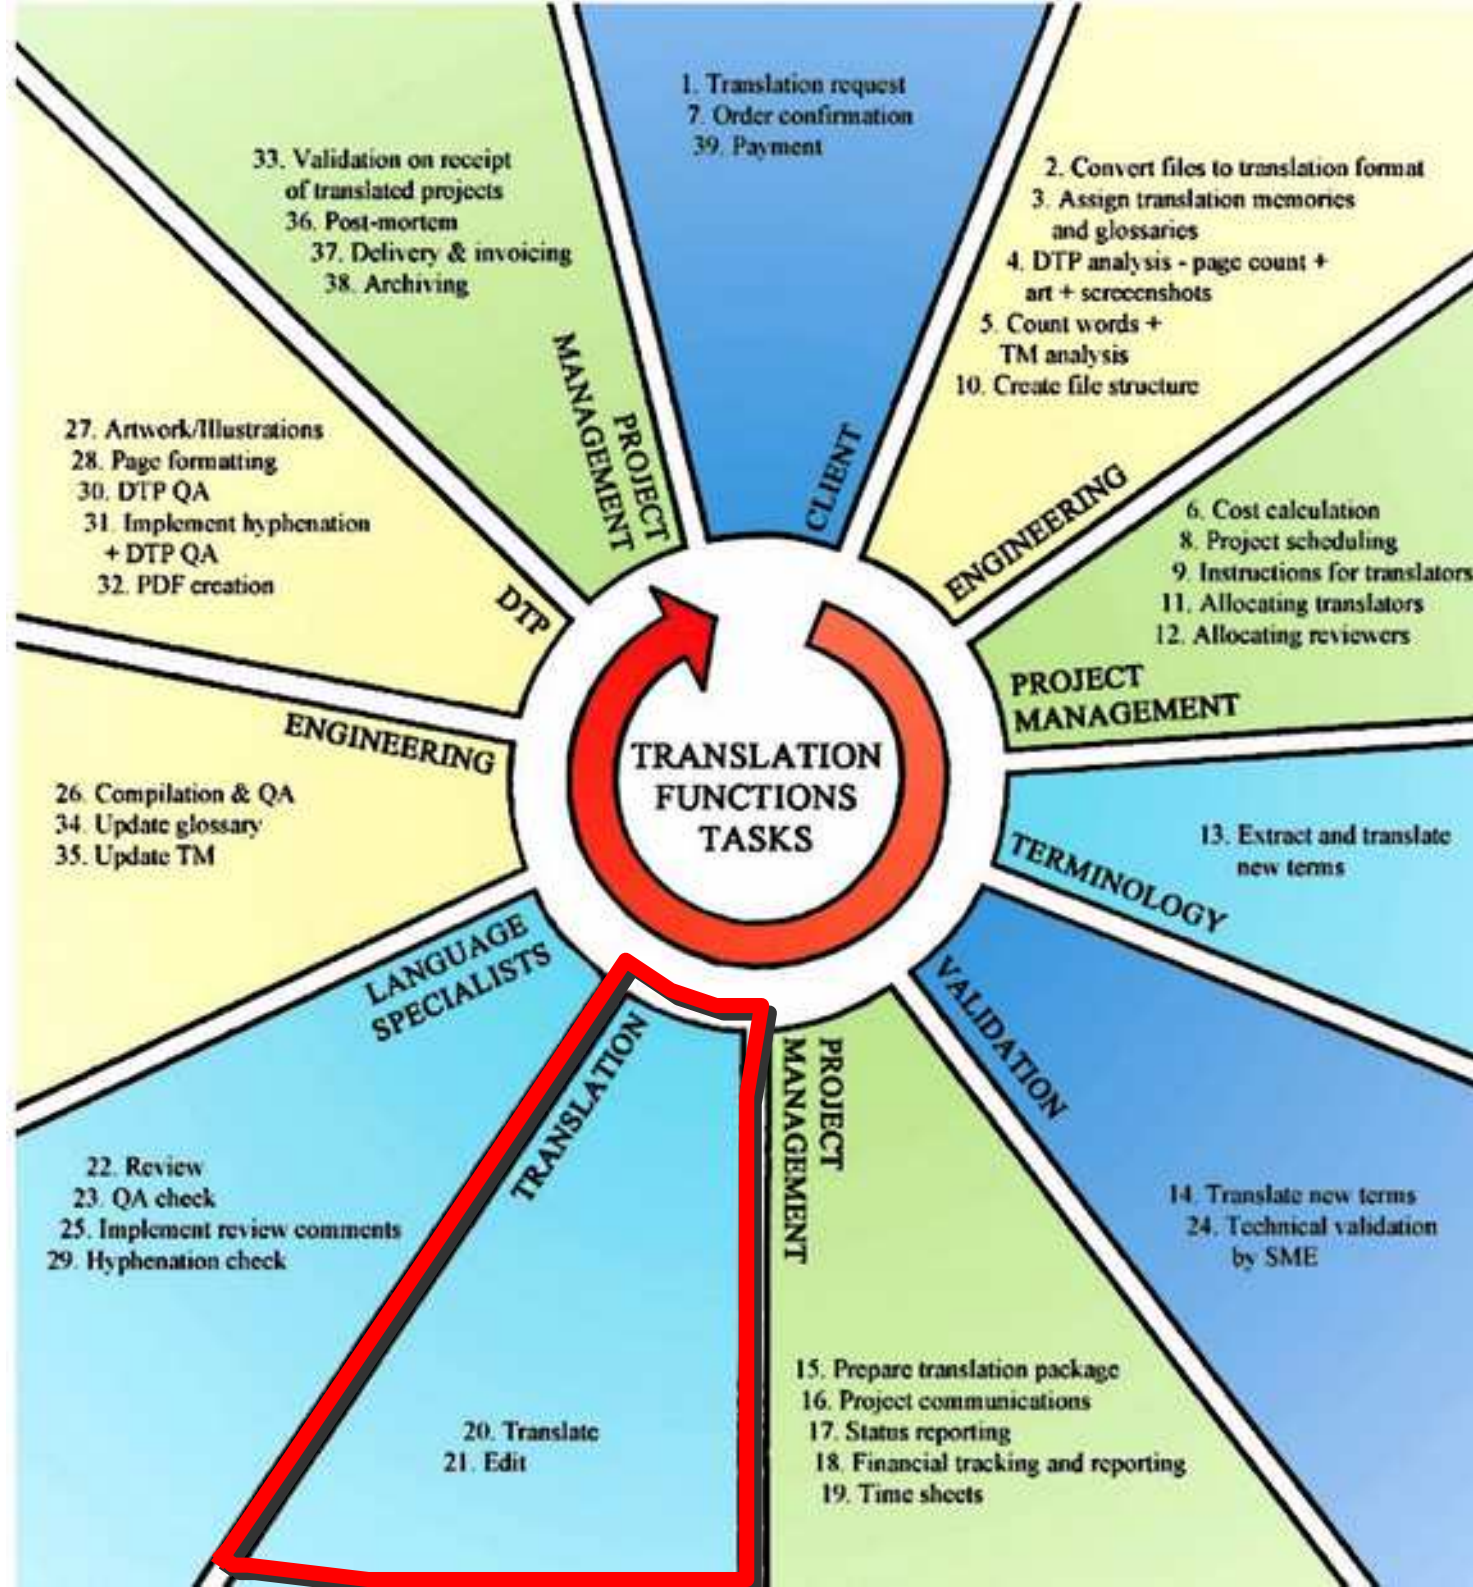 1. Translation request
7. Order confirmation
39. Payment
CLIENT
2. Convert files to translation format
3. Assign translation memories
and glossaries
4. DTP analysis - page count +
art + screeenshots
5. Count words +
TM analysis
10. Create file structure
ENGINEERING
6. Cost calculation
8. Project scheduling
9. Instructions for translators
11. Allocating translators
12. Allocating reviewers
PROJECT
MANAGEMENT
13. Extract and translate
new terms
TERMINOLOGY
14. Translate new terms
24. Technical validation
by SME
VALIDATION
15. Prepare translation package
16. Project communications
17. Status reporting
18. Financial tracking and reporting
19. Time sheets
PROJECT
MANAGEMENT
20. Translate
21. Edit
TRANSLATION
22. Review
23. QA check
25. Implement review comments
29. Hyphenation check
LANGUAGE
SPECIALISTS
26. Compilation & QA
34. Update glossary
35. Update TM
ENGINEERING
27. Artwork/Illustrations
28. Page formatting
30. DTP QA
31. Implement hyphenation
+ DTP QA
32. PDF creation
DTP
33. Validation on receipt
of translated projects
36. Post-mortem
37. Delivery & invoicing
38. Archiving
PROJECT
MANAGEMENT
TRANSLATION
FUNCTIONS
TASKS